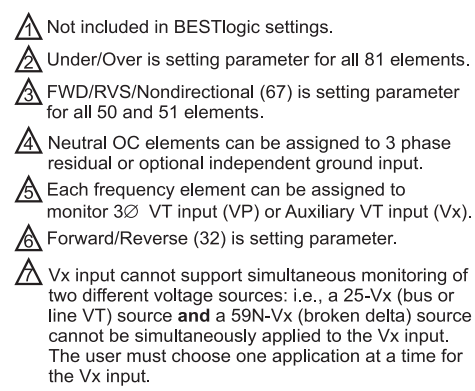 1 Not included in BESTlogic settings.
2 Under/Over is setting parameter for all 81 elements.
3 FWD/RVS/Nondirectional (67) is setting parameter
for all 50 and 51 elements.
4 Neutral OC elements can be assigned to 3 phase
residual or optional independent ground input.
5 Each frequency element can be assigned to
monitor 3∅ VT input (VP) or Auxiliary VT input (Vx).
6 Forward/Reverse (32) is setting parameter.
7 Vx input cannot support simultaneous monitoring of
two different voltage sources: i.e., a 25-Vx (bus or
line VT) source and a 59N-Vx (broken delta) source
cannot be simultaneously applied to the Vx input.
The user must choose one application at a time for
the Vx input.